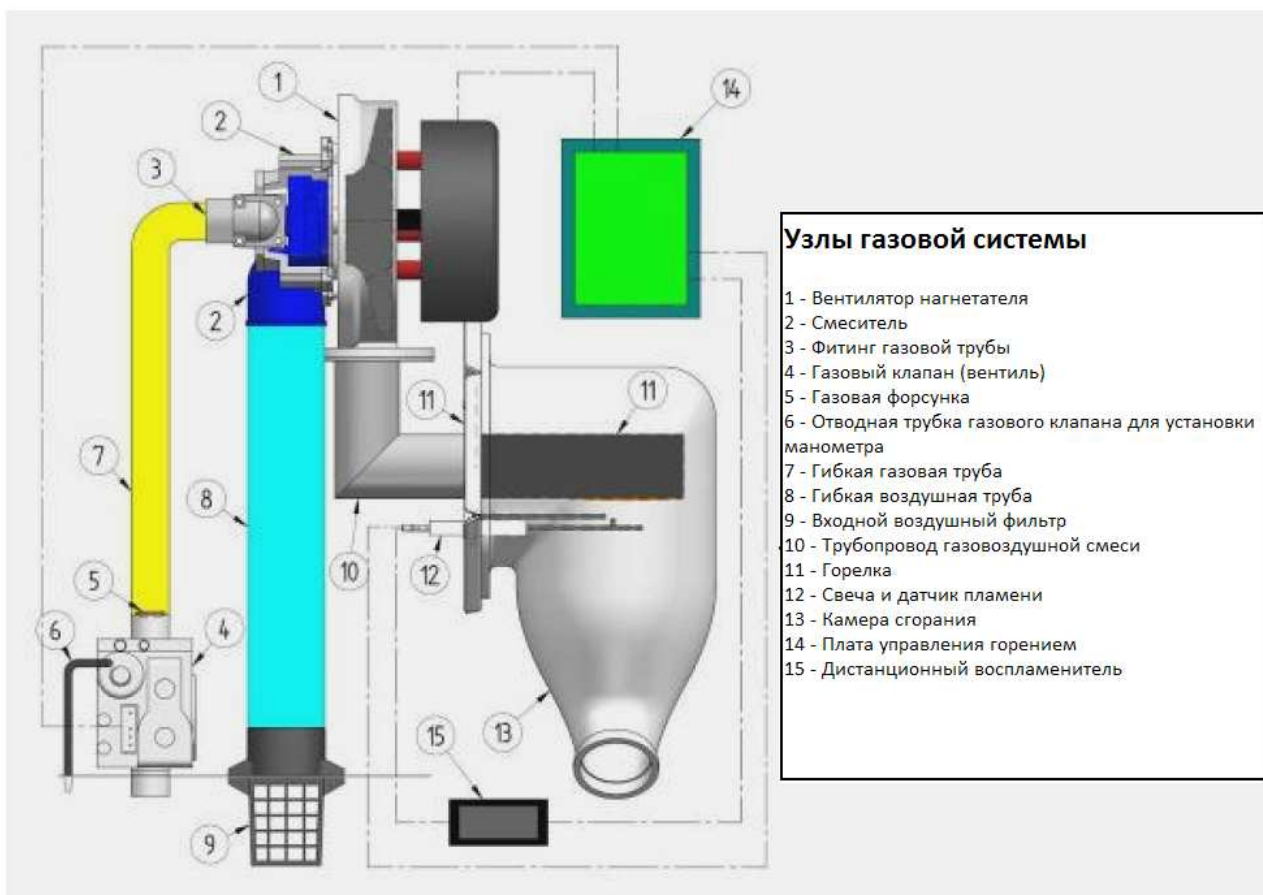 1
2
3
14
2
11
11
7
8
10
12
5
6
4
13
15
9
Узлы газовой системы
1 - Вентилятор нагнетателя
2 - Смеситель
3 - Фитинг газовой трубы
4 - Газовый клапан (вентиль)
5 - Газовая форсунка
6 - Отводная трубка газового клапана для установки
манометра
7 - Гибкая газовая труба
8 - Гибкая воздушная труба
9 - Входной воздушный фильтр
10 - Трубопровод газовоздушной смеси
11 - Горелка
12 - Свеча и датчик пламени
13 - Камера сгорания
14 - Плата управления горением
15 - Дистанционный воспламенитель